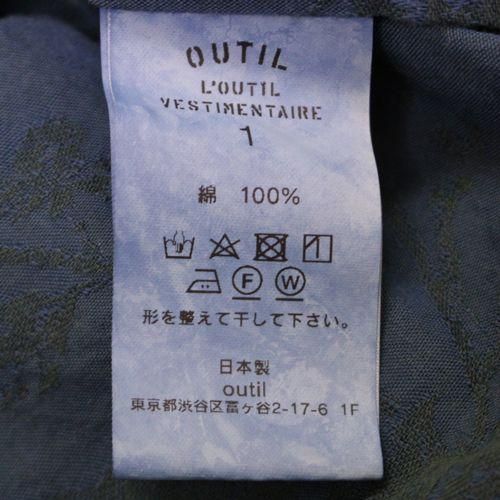 OUTIL
L'OUTIL
VESTIMENTAIRE
1
綿 100%
F W
形を整えて干して下さい。
日本製
outil
東京都渋谷区富ヶ谷2-17-6 1F